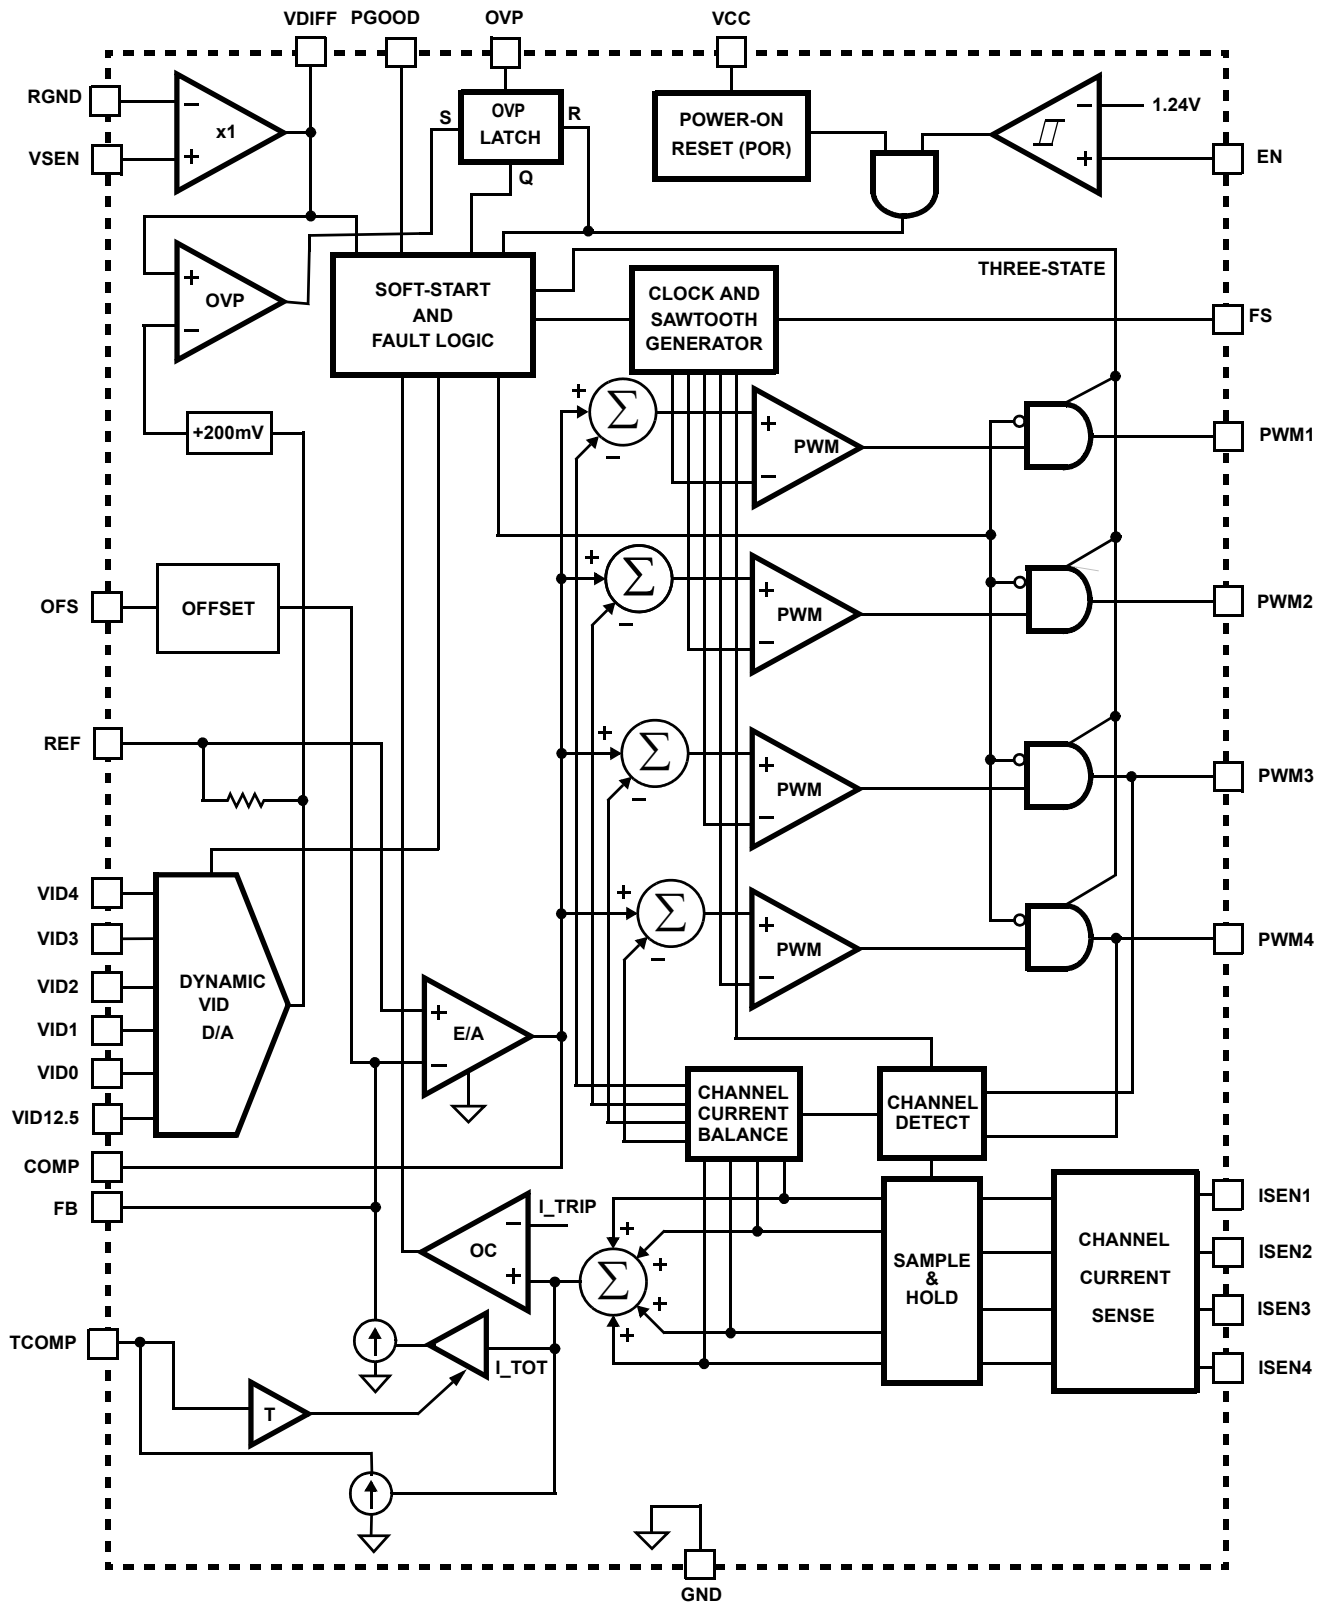 VDIFF
PGOOD
OVP
VCC
RGND
VSEN
−
x1
+
S
OVP
LATCH
R
Q
POWER-ON
RESET (POR)
−
1.24V
+
EN
+
OVP
−
SOFT-START
AND
FAULT LOGIC
THREE-STATE
CLOCK AND
SAWTOOTH
GENERATOR
FS
+200mV
+
Σ
−
+
PWM
−
PWM1
OFS
OFFSET
+
Σ
−
+
PWM
−
PWM2
REF
+
Σ
−
+
PWM
−
PWM3
VID4
VID3
VID2
VID1
VID0
VID12.5
DYNAMIC
VID
D/A
+
Σ
−
+
PWM
−
PWM4
+
E/A
−
CHANNEL
CURRENT
BALANCE
CHANNEL
DETECT
COMP
FB
−
I_TRIP
OC
+
+
+
Σ
+
+
SAMPLE
&
HOLD
CHANNEL
CURRENT
SENSE
ISEN1
ISEN2
ISEN3
ISEN4
TCOMP
I_TOT
T
GND